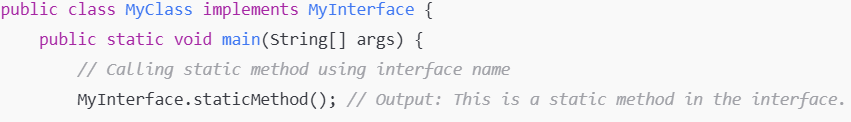 public class MyClass implements MyInterface {
    public static void main(String[] args) {
        // Calling static method using interface name
        MyInterface.staticMethod(); // Output: This is a static method in the interface.